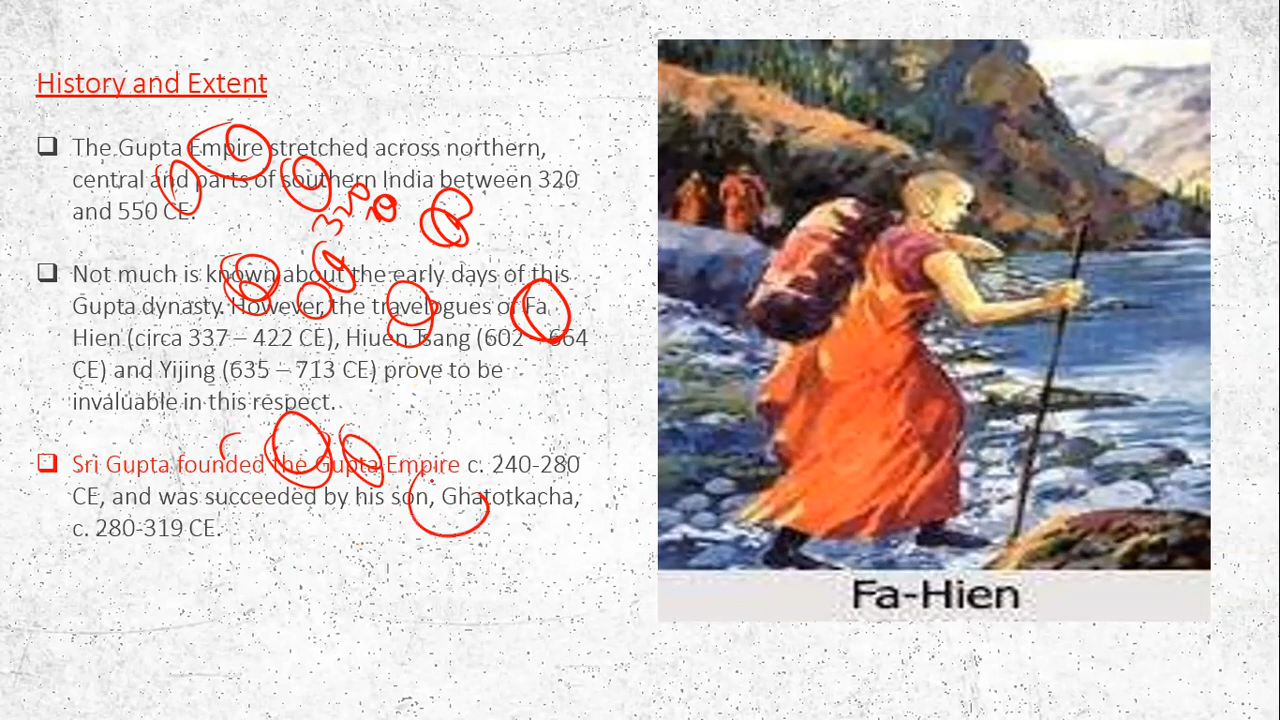 History and Extent
The Gupta Empire stretched across northern,
central and parts of southern India between 320
and 550 CE.
Not much is known about the early days of this
Gupta dynasty. However, the travelogues of Fa
Hien (circa 337 – 422 CE), Hiuen Tsang (602 – 664
CE) and Yijing (635 – 713 CE) prove to be
invaluable in this respect.
Sri Gupta founded the Gupta Empire c. 240-280
CE, and was succeeded by his son, Ghatotkacha,
c. 280-319 CE.
Fa-Hien